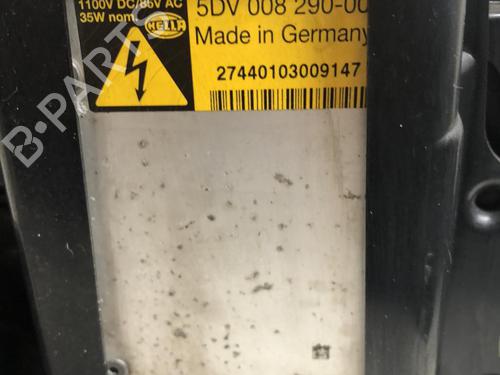 1100V DC/85V AC
35W nom.
HELLA
5DV 008 290-00
Made in Germany
27440103009147
B-PARTS